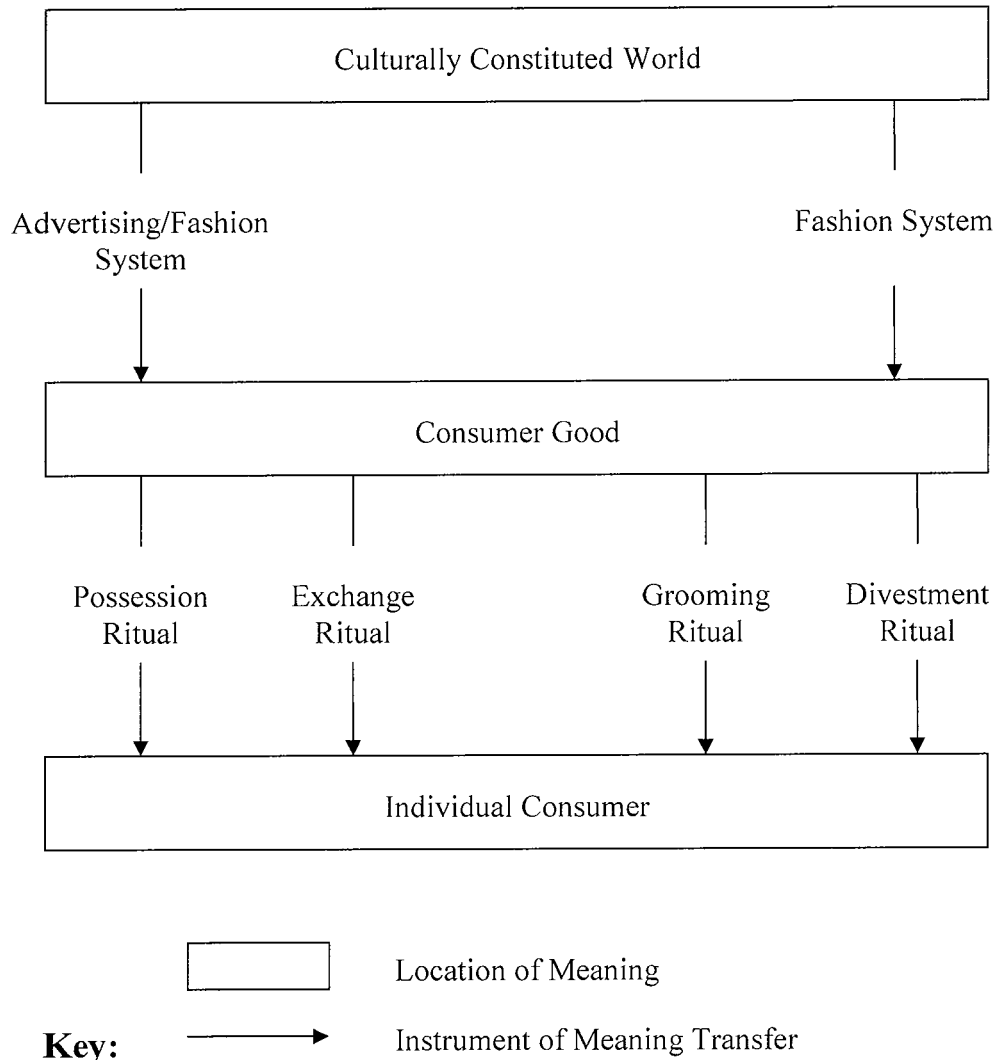 Culturally Constituted World
Advertising/Fashion
System
Fashion System
Consumer Good
Possession
Ritual
Exchange
Ritual
Grooming
Ritual
Divestment
Ritual
Individual Consumer
Location of Meaning
Key:
Instrument of Meaning Transfer